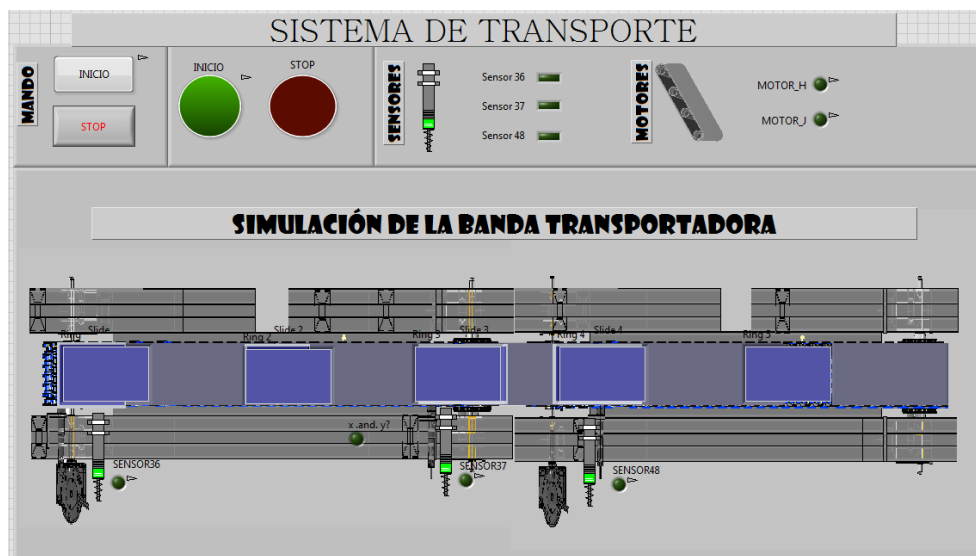 SISTEMA DE TRANSPORTE
MANDO
INICIO
STOP
INICIO
STOP
SENSORES
Sensor 36
Sensor 37
Sensor 48
MOTORES
MOTOR_H
MOTOR_J
SIMULACIÓN DE LA BANDA TRANSPORTADORA
Ring
Slide
Ring 2
Slide 2
Ring 3
Slide 3
Ring 4
Slide 4
Ring 5
x .and. y?
SENSOR36
SENSOR37
SENSOR48